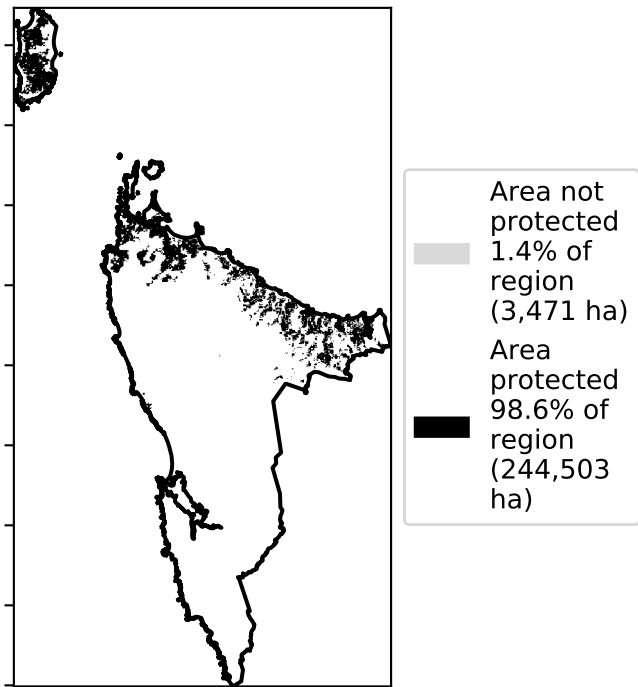 Area not
protected
1.4% of
region
(3,471 ha)
Area
protected
98.6% of
region
(244,503
ha)